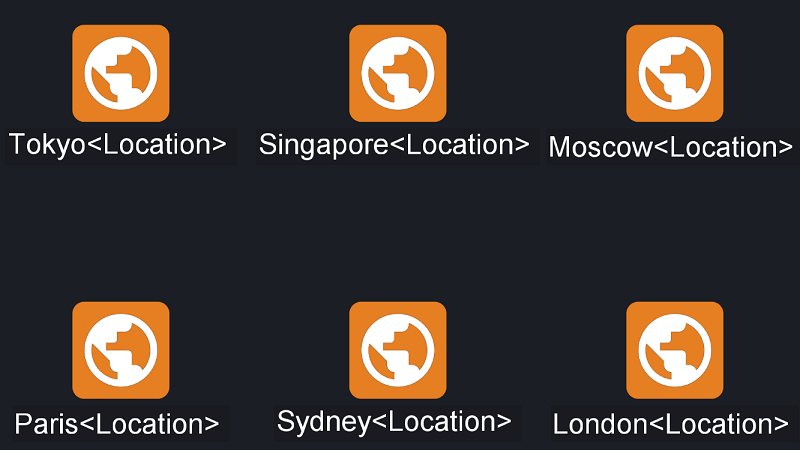 Tokyo<Location>
Singapore<Location>
Moscow<Location>
Paris<Location>
Sydney<Location>
London<Location>